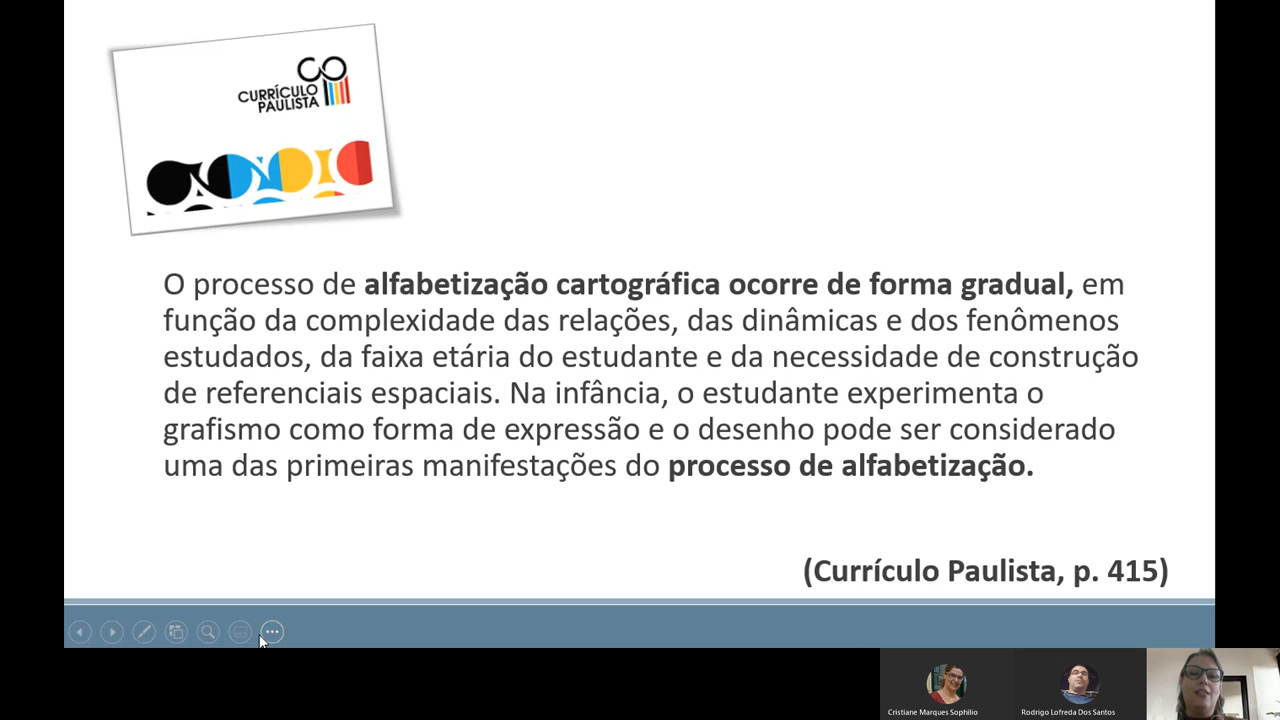 CURRÍCULO
PAULISTA
O processo de alfabetização cartográfica ocorre de forma gradual, em
função da complexidade das relações, das dinâmicas e dos fenômenos
estudados, da faixa etária do estudante e da necessidade de construção
de referenciais espaciais. Na infância, o estudante experimenta o
grafismo como forma de expressão e o desenho pode ser considerado
uma das primeiras manifestações do processo de alfabetização.
(Currículo Paulista, p. 415)
Cristiane Marques Sophilio
Rodrigo Lofreda Dos Santos